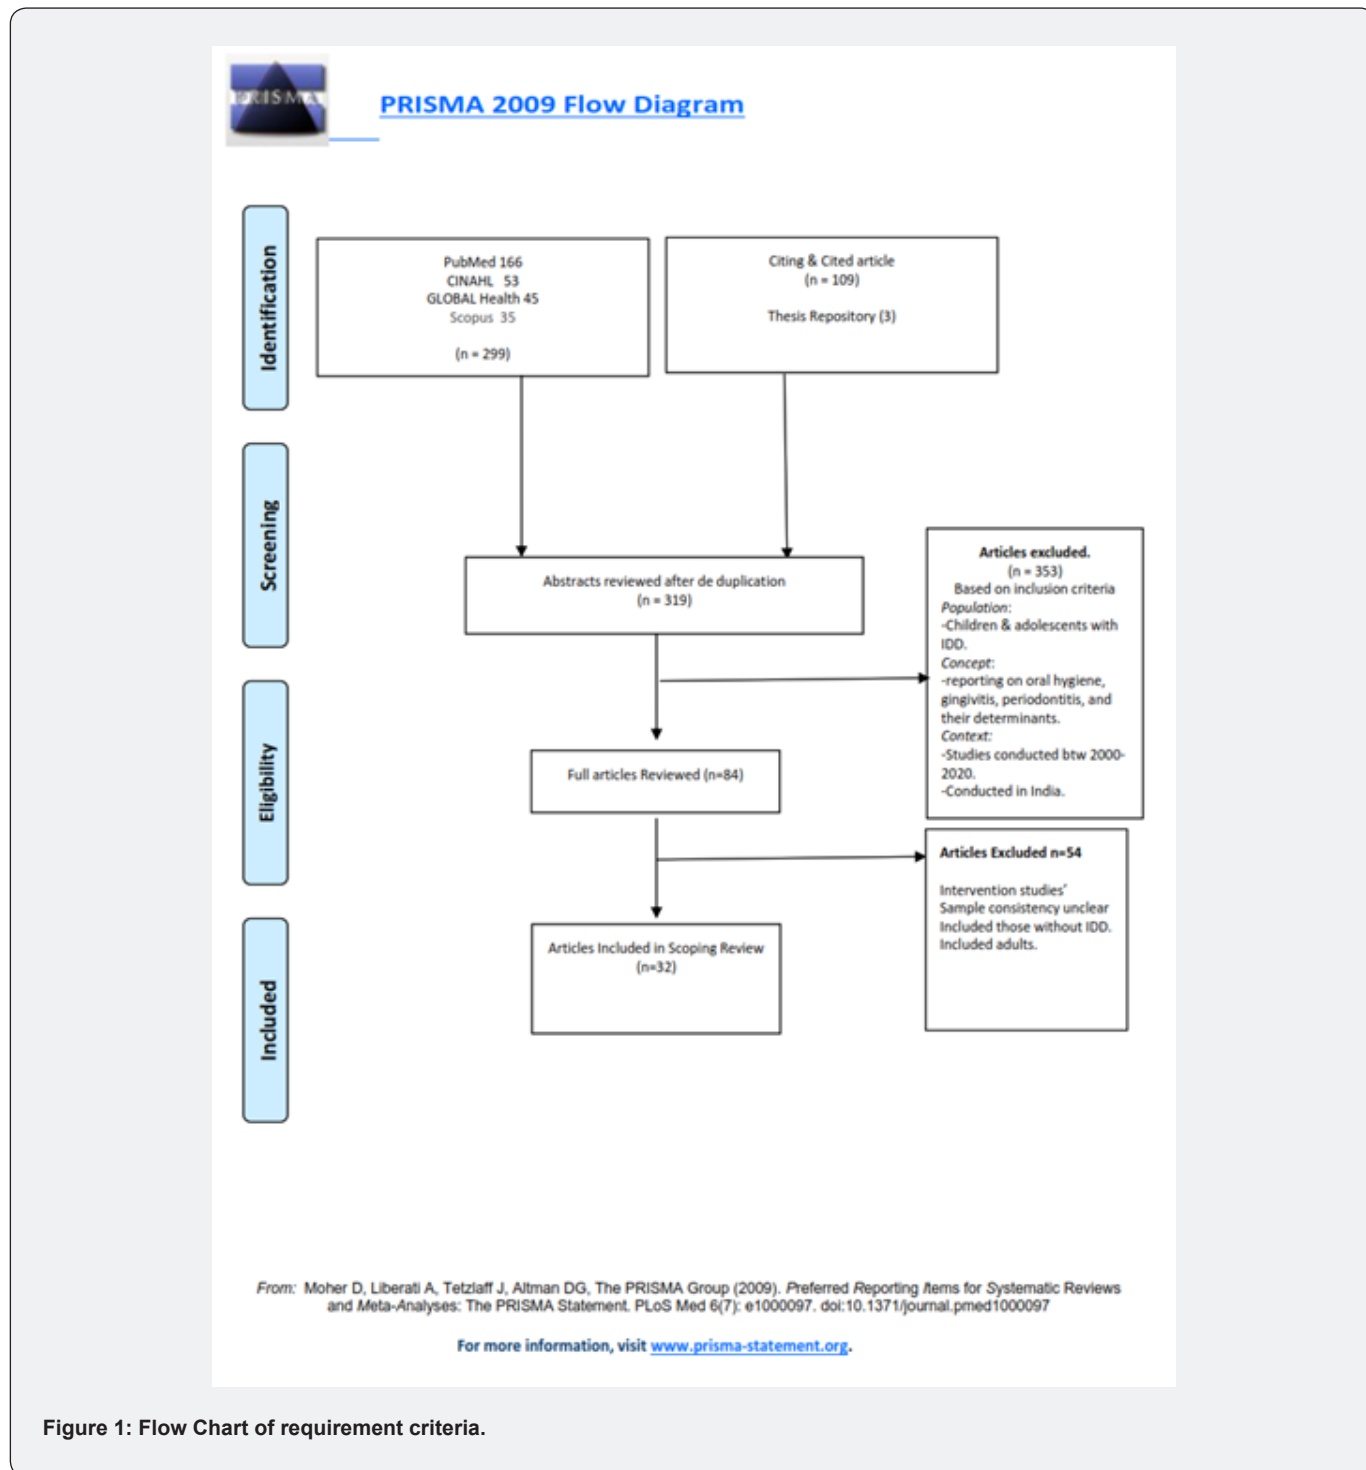 PRISMA
PRISMA 2009 Flow Diagram
Identification
PubMed 166
CINAHL 53
GLOBAL Health 45
Scopus 35
(n = 299)
Citing & Cited article
(n = 109)
Thesis Repository (3)
Screening
Abstracts reviewed after de duplication
(n = 319)
Articles excluded.
(n = 353)
Based on inclusion criteria
Population:
-Children & adolescents with
IDD.
Concept:
-reporting on oral hygiene,
gingivitis, periodontitis, and
their determinants.
Context:
-Studies conducted btw 2000-
2020.
-Conducted in India.
Eligibility
Full articles Reviewed (n=84)
Articles Excluded n=54
Intervention studies'
Sample consistency unclear
Included those without IDD.
Included adults.
Included
Articles Included in Scoping Review
(n=32)
From: Moher D, Liberati A, Tetzlaff J, Altman DG, The PRISMA Group (2009). Preferred Reporting Items for Systematic Reviews
and Meta-Analyses: The PRISMA Statement. PLoS Med 6(7): e1000097. doi:10.1371/journal.pmed1000097
For more information, visit www.prisma-statement.org.
Figure 1: Flow Chart of requirement criteria.